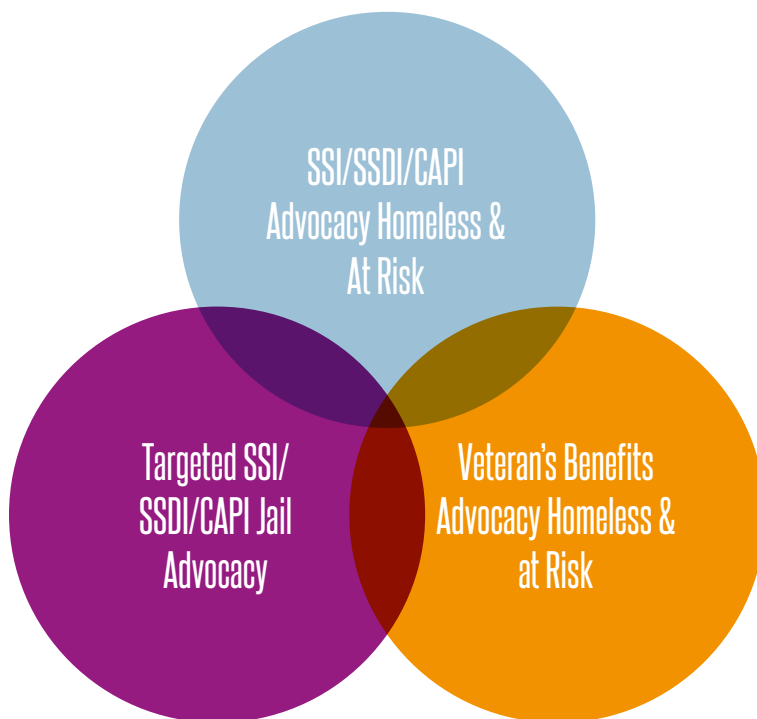 SSI/SSDI/CAPI
Advocacy Homeless &
At Risk
Targeted SSI/
SSDI/CAPI Jail
Advocacy
Veteran's Benefits
Advocacy Homeless &
at Risk